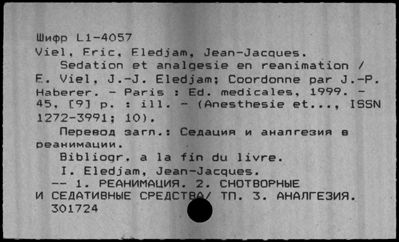 Шифр L1-4057
Viel, Eric, Eledjam, Jean-Jacques.
Sedation et analgesie en reanimation /
E. Viel, J.-J. Eledjam; Coordonne par J.-P.
Haberer. - Paris : Ed. medicales, 1999. -
45, [9] p. : ill. - (Anesthesie et..., ISSN
1272-3991; 10).
Перевод загл.: Седация и аналгезия в
реанимации.
Bibliogr. a la fin du livre.
I. Eledjam, Jean-Jacques.
-- 1. РЕАНИМАЦИЯ. 2. СНОТВОРНЫЕ
И СЕДАТИВНЫЕ СРЕДСТВА/ ТП. 3. АНАЛГЕЗИЯ.
301724